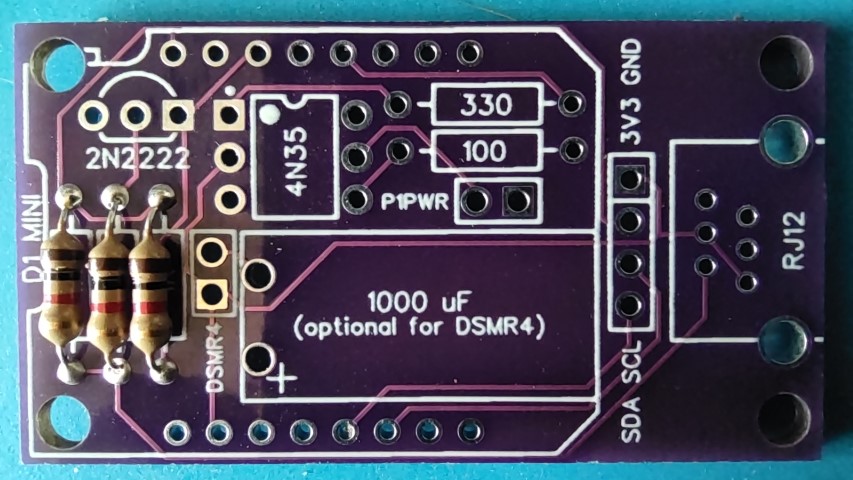 3V3 GND
330
2N2222
4N35
100
P1PWR
D1 MINI
RJ12
1000 uF
(optional for DSMR4)
DSMR4
+
SDA SCL